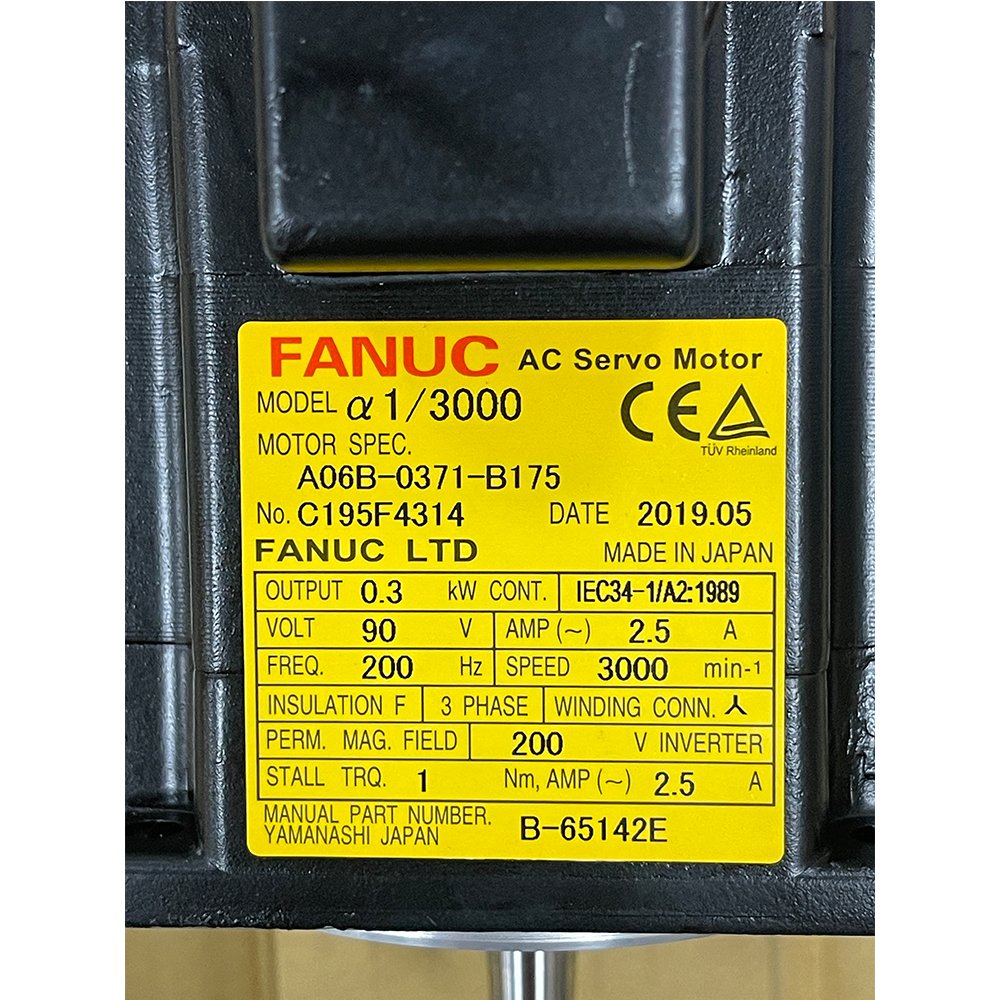 FANUC AC Servo Motor
MODEL α1/3000
CE
TÜV Rheinland
MOTOR SPEC.
A06B-0371-B175
No. C195F4314 DATE 2019.05
FANUC LTD MADE IN JAPAN
OUTPUT 0.3 kW CONT. IEC34-1/A2:1989
VOLT 90 V AMP (~) 2.5 A
FREQ. 200 Hz SPEED 3000 min-1
INSULATION F 3 PHASE WINDING CONN. ⅄
PERM. MAG. FIELD 200 V INVERTER
STALL TRQ. 1 Nm, AMP (~) 2.5 A
MANUAL PART NUMBER. B-65142E
YAMANASHI JAPAN